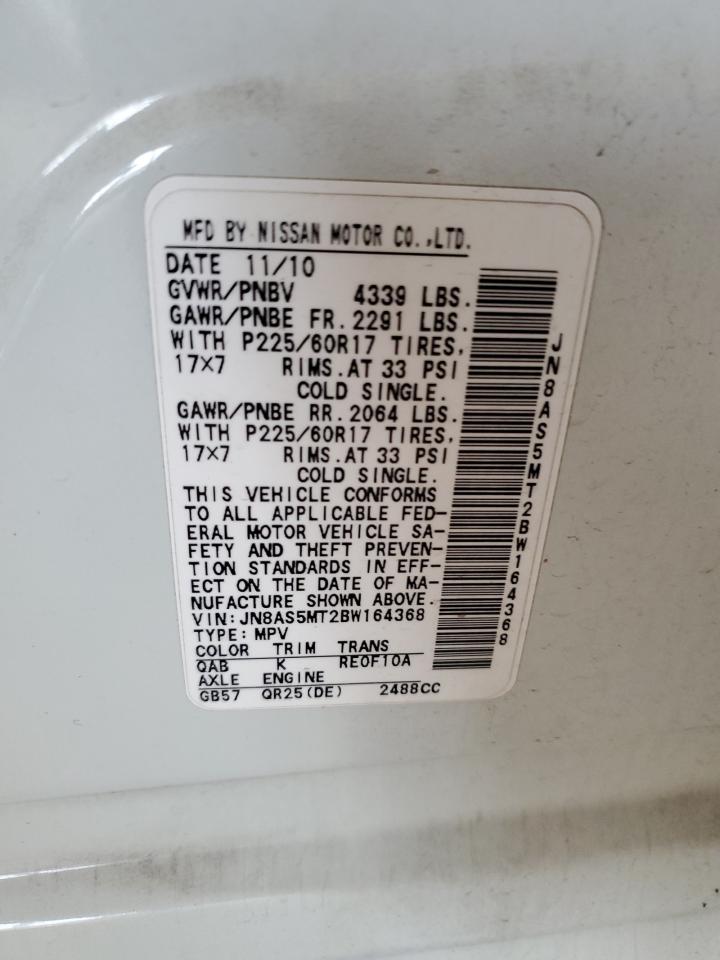 MFD BY NISSAN MOTOR CO.,LTD.
DATE 11/10
GVWR/PNBV 4339 LBS.
GAWR/PNBE FR. 2291 LBS.
WITH P225/60R17 TIRES,
17×7 RIMS. AT 33 PSI
COLD SINGLE.
GAWR/PNBE RR. 2064 LBS.
WITH P225/60R17 TIRES,
17×7 RIMS. AT 33 PSI
COLD SINGLE.
THIS VEHICLE CONFORMS
TO ALL APPLICABLE FED-
ERAL MOTOR VEHICLE SA-
FETY AND THEFT PREVEN-
TION STANDARDS IN EFF-
ECT ON THE DATE OF MA-
NUFACTURE SHOWN ABOVE.
VIN: JN8AS5MT2BW164368
TYPE: MPV
COLOR TRIM TRANS
QAB K RE0F10A
AXLE ENGINE
GB57 QR25(DE) 2488CC
JN8AS5MT2BW164368